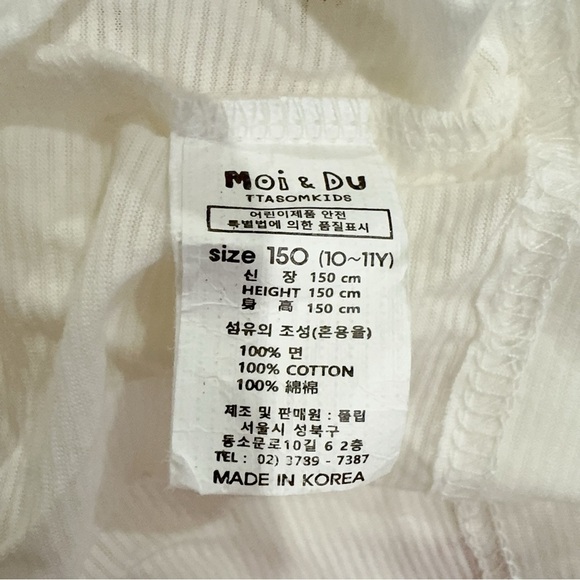 Moi & Du
TTASOMKIDS
어린이제품 안전
특별법에 의한 품질표시
size 150 (10~11Y)
신 장 150 cm
HEIGHT 150 cm
身 高 150 cm
섬유의 조성(혼용율)
100% 면
100% COTTON
100% 綿棉
제조 및 판매원 : 풀립
서울시 성북구
동소문로10길 6 2층
TEL : 02) 3789 - 7387
MADE IN KOREA